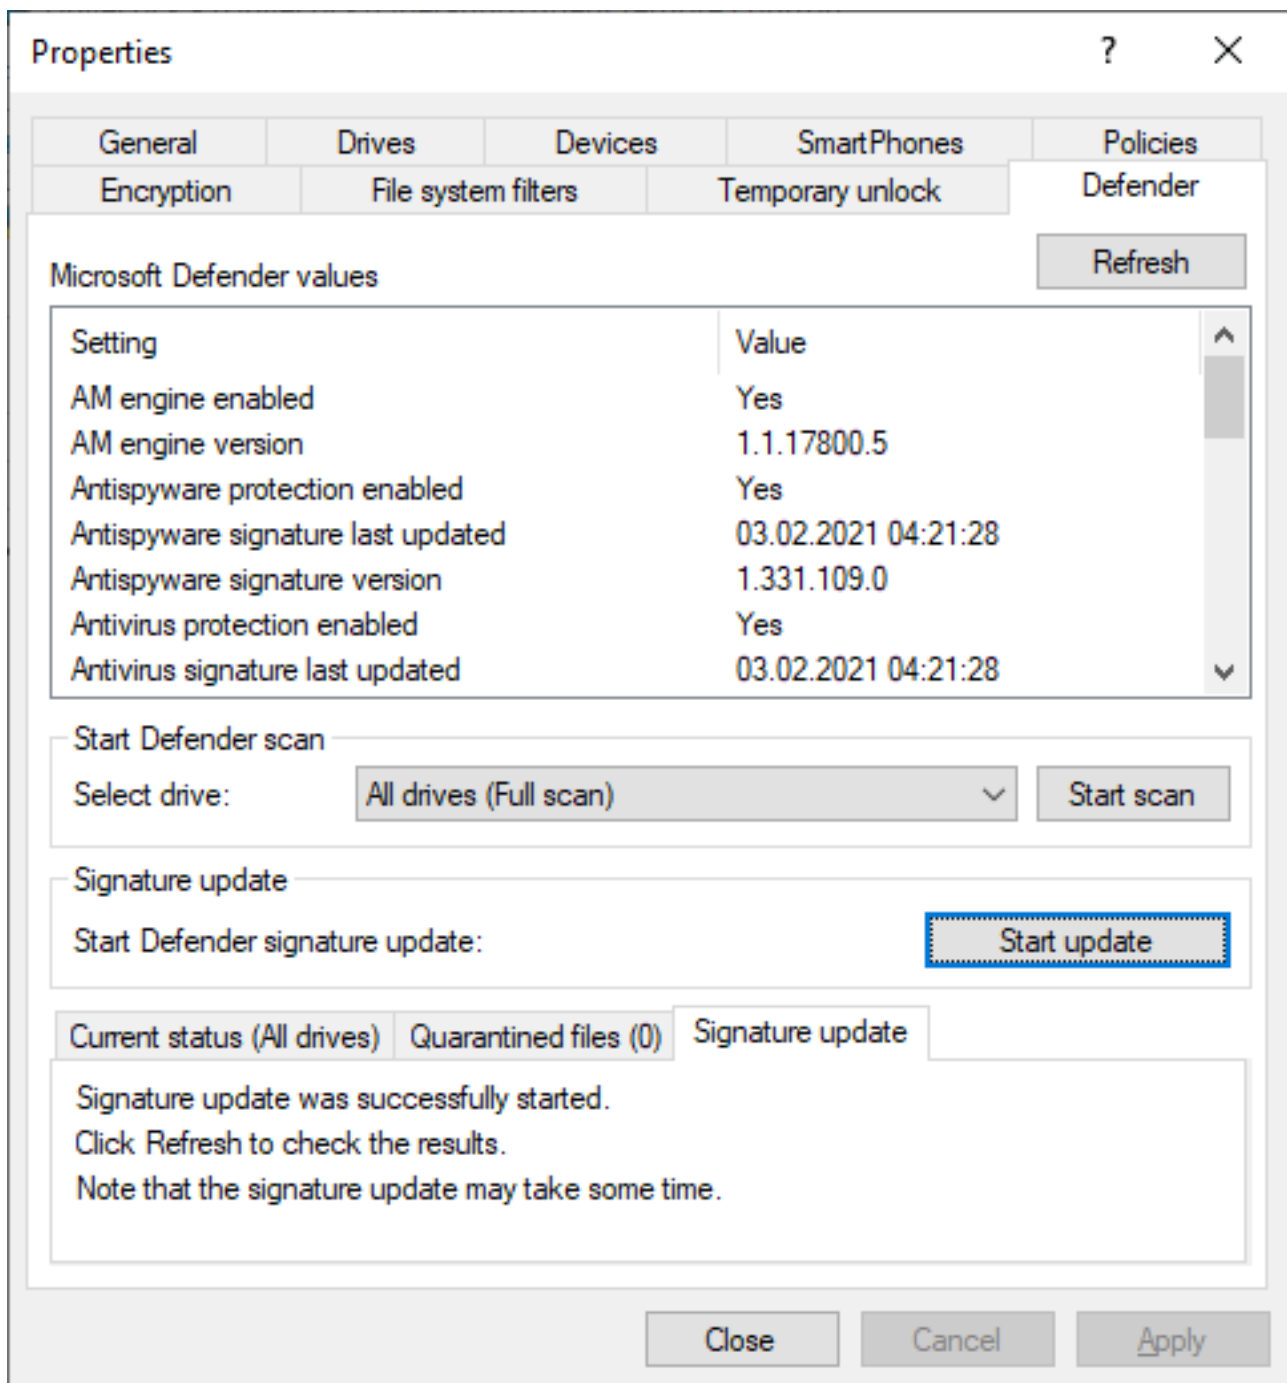 Properties ?
General Drives Devices SmartPhones Policies
Encryption File system filters Temporary unlock Defender
Refresh
Microsoft Defender values
Setting Value
AM engine enabled Yes
AM engine version 1.1.17800.5
Antispyware protection enabled Yes
Antispyware signature last updated 03.02.2021 04:21:28
Antispyware signature version 1.331.109.0
Antivirus protection enabled Yes
Antivirus signature last updated 03.02.2021 04:21:28
Start Defender scan
Select drive: All drives (Full scan) Start scan
Signature update
Start Defender signature update: Start update
Current status (All drives) Quarantined files (0) Signature update
Signature update was successfully started.
Click Refresh to check the results.
Note that the signature update may take some time.
Close Cancel Apply